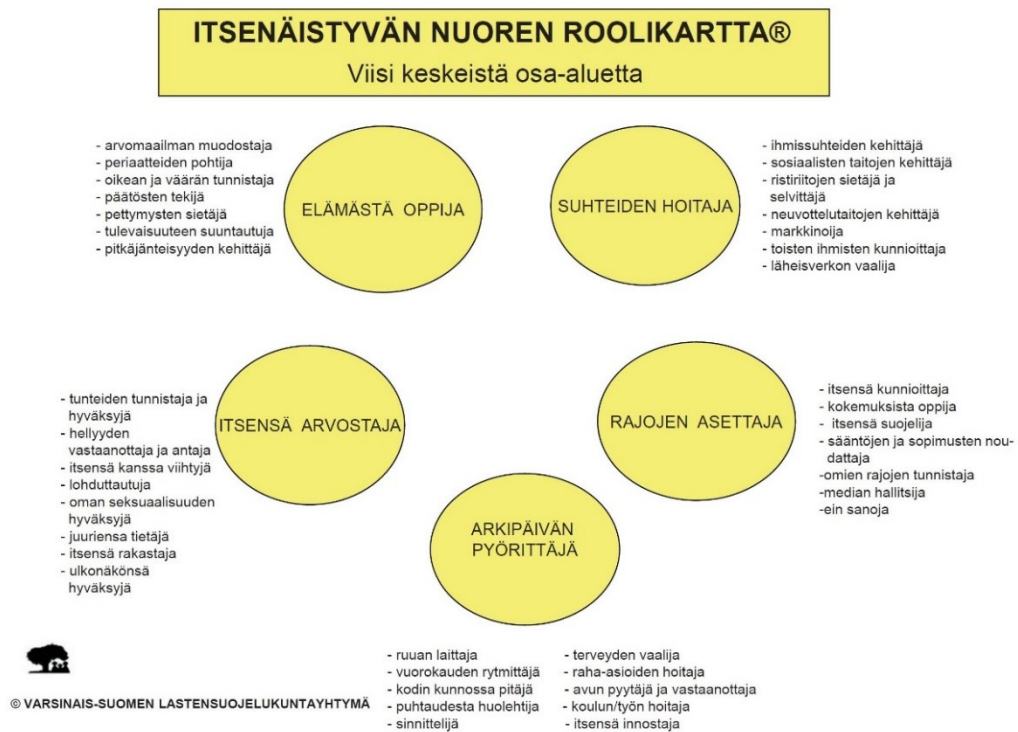 ITSENÄISTYVÄN NUOREN ROOLIKARTTA®
Viisi keskeistä osa-aluetta
- arvomaailman muodostaja
- periaatteiden pohtija
- oikean ja väärän tunnistaja
- päätösten tekijä
- pettymysten sietäjä
- tulevaisuuteen suuntautuja
- pitkäjänteisyyden kehittäjä
ELÄMÄSTÄ OPPIJA
SUHTEIDEN HOITAJA
- ihmissuhteiden kehittäjä
- sosiaalisten taitojen kehittäjä
- ristiriitojen sietäjä ja
selvittäjä
- neuvottelutaitojen kehittäjä
- markkinoija
- toisten ihmisten kunnioittaja
- läheisverkon vaalija
- tunteiden tunnistaja ja
hyväksyjä
- hellyyden
vastaanottaja ja antaja
- itsensä kanssa viihtyjä
- lohduttautuja
- oman seksuaalisuuden
hyväksyjä
- juuriensa tietäjä
- itsensä rakastaja
- ulkonäkönsä
hyväksyjä
ITSENSÄ ARVOSTAJA
RAJOJEN ASETTAJA
- itsensä kunnioittaja
- kokemuksista oppija
- itsensä suojelija
- sääntöjen ja sopimusten nou-
dattaja
-omien rajojen tunnistaja
-median hallitsija
-ein sanoja
ARKIPÄIVÄN
PYÖRITTÄJÄ
- ruuan laittaja
- vuorokauden rytmittäjä
- kodin kunnossa pitäjä
- puhtaudesta huolehtija
- sinnittelijä
- terveyden vaalija
- raha-asioiden hoitaja
- avun pyytäjä ja vastaanottaja
- koulun/työn hoitaja
- itsensä innostaja
© VARSINAIS-SUOMEN LASTENSUOJELUKUNTAYHTYMÄ